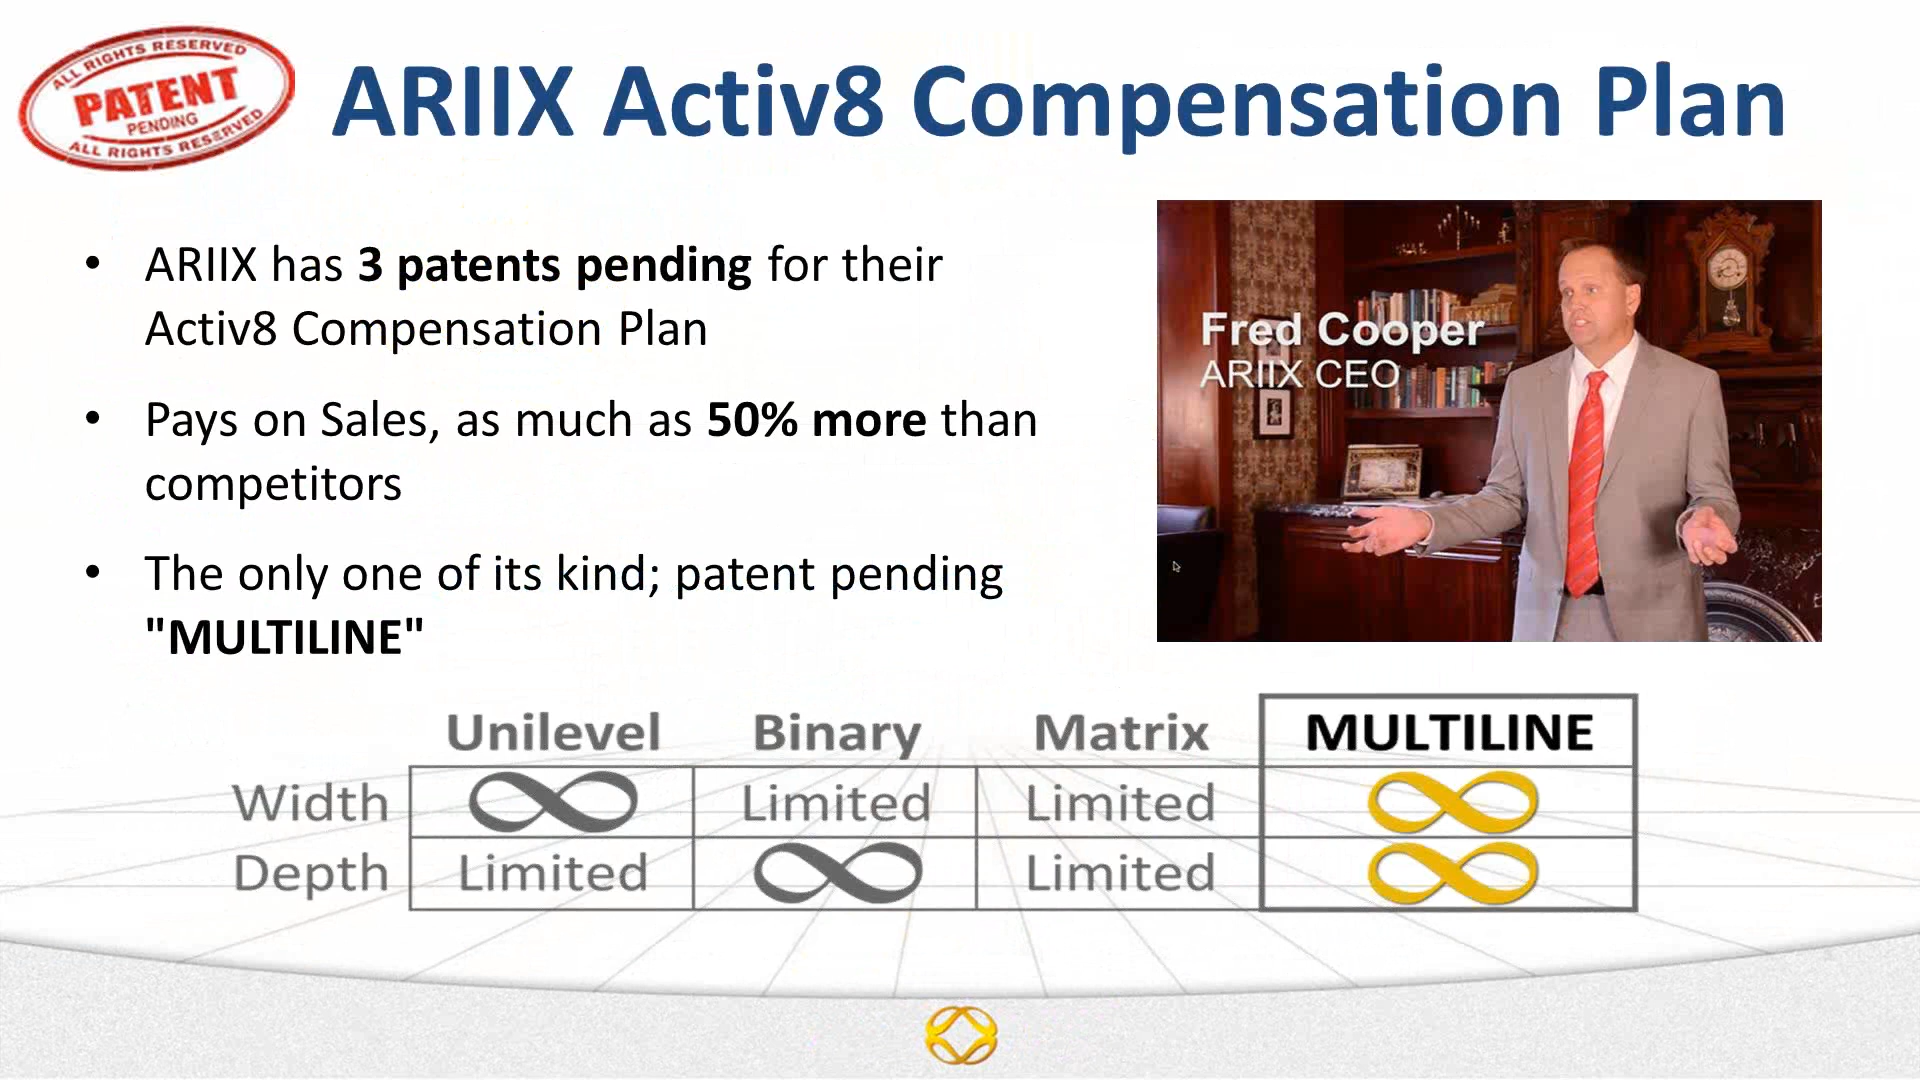 ALL RIGHTS RESERVED
PATENT
PENDING
ALL RIGHTS RESERVED
ARIIX Activ8 Compensation Plan
• ARIIX has 3 patents pending for their
Activ8 Compensation Plan
• Pays on Sales, as much as 50% more than
competitors
• The only one of its kind; patent pending
"MULTILINE"
Fred Cooper
ARIIX CEO
Unilevel Binary Matrix MULTILINE
Width ∞ Limited Limited ∞
Depth Limited ∞ Limited ∞